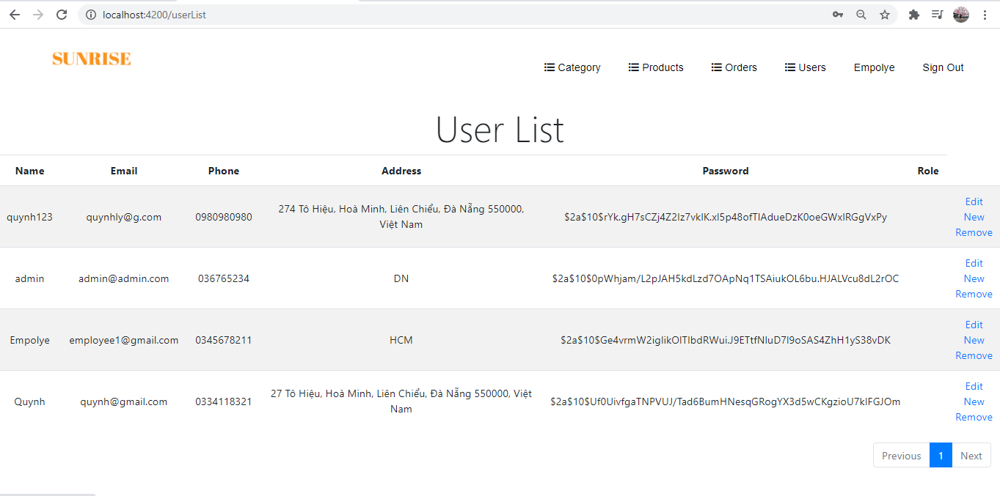 localhost:4200/userList
SUNRISE
Category Products Orders Users Empolye Sign Out
User List
Name Email Phone Address Password Role
quynh123 quynhly@g.com 0980980980 274 Tô Hiệu, Hoà Minh, Liên Chiểu, Đà Nẵng 550000, Việt Nam $2a$10$rYk.gH7sCZj4Z2Iz7vklK.xI5p48ofTIAdueDzK0oeGWxIRGgVxPy
Edit
New
Remove
admin admin@admin.com 036765234 DN $2a$10$0pWhjam/L2pJAH5kdLzd7OApNq1TSAiukOL6bu.HJALVcu8dL2rOC
Edit
New
Remove
Empolye employee1@gmail.com 0345678211 HCM $2a$10$Ge4vrmW2iglikOlTIbdRWui.J9ETtfNIuD7l9oSAS4ZhH1yS38vDK
Edit
New
Remove
Quynh quynh@gmail.com 0334118321 27 Tô Hiệu, Hoà Minh, Liên Chiểu, Đà Nẵng 550000, Việt Nam $2a$10$Uf0UivfgaTNPVUJ/Tad6BumHNesqGRogYX3d5wCKgzioU7kIFGJOm
Edit
New
Remove
Previous 1 Next